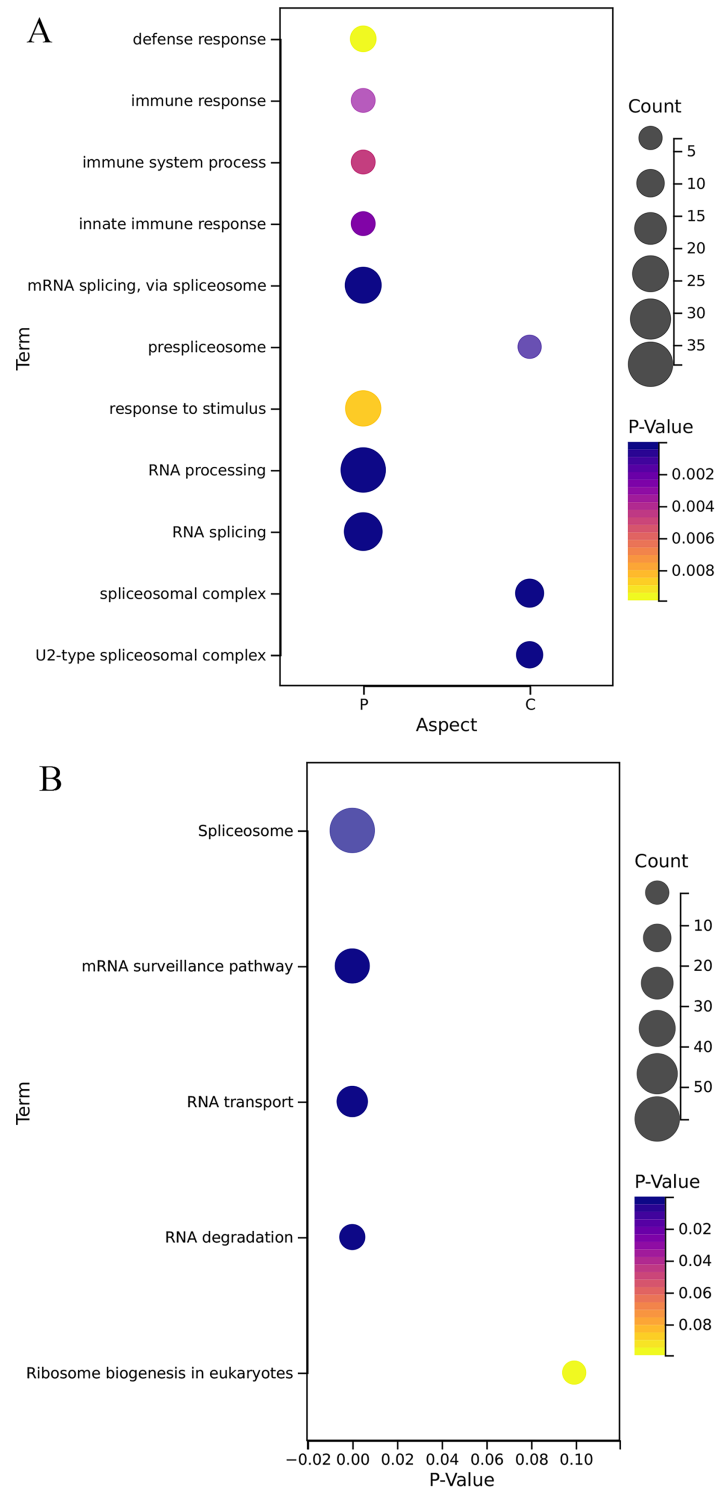 A
defense response
immune response
immune system process
innate immune response
mRNA splicing, via spliceosome
prespliceosome
response to stimulus
RNA processing
RNA splicing
spliceosomal complex
U2-type spliceosomal complex
Term
P C
Aspect
Count
5
10
15
20
25
30
35
P-Value
0.002
0.004
0.006
0.008
B
Spliceosome
mRNA surveillance pathway
RNA transport
RNA degradation
Ribosome biogenesis in eukaryotes
Term
−0.02 0.00 0.02 0.04 0.06 0.08 0.10
P-Value
Count
10
20
30
40
50
P-Value
0.02
0.04
0.06
0.08